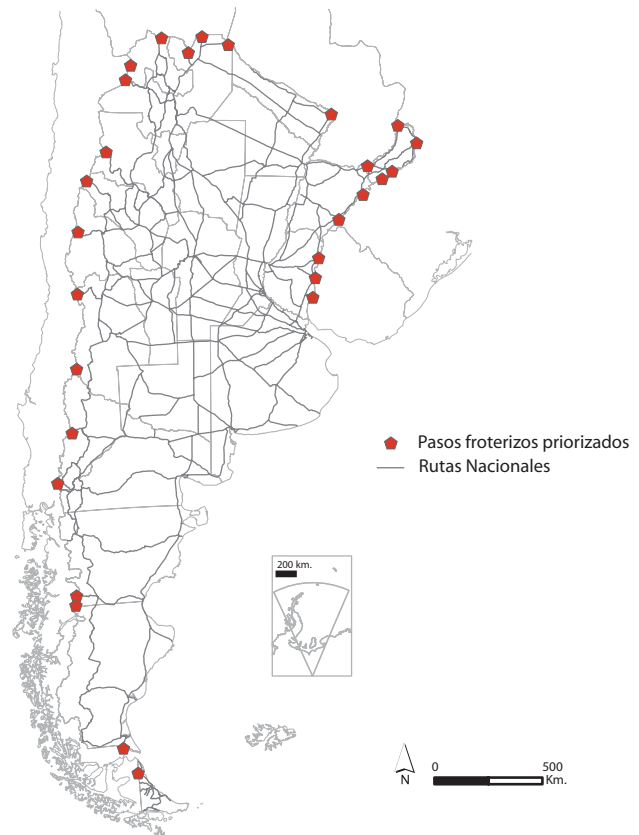 Pasos froterizos priorizados
Rutas Nacionales
200 km.
N
0 500
Km.